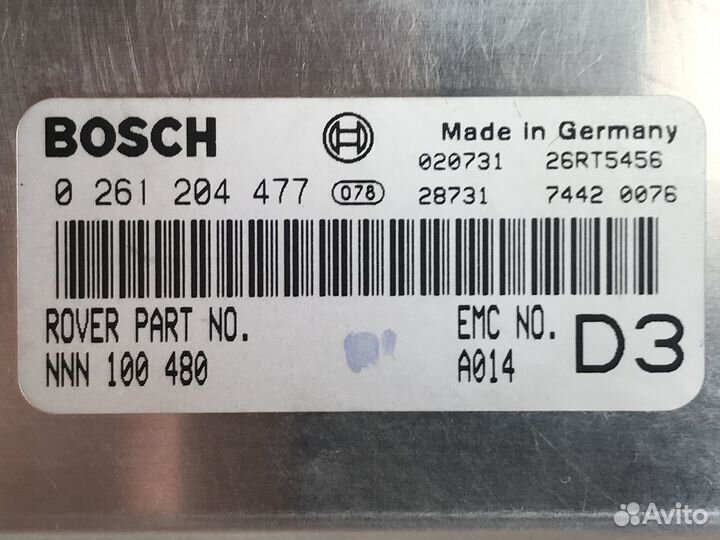 BOSCH
Made in Germany
020731 26RT5456
0 261 204 477 078 28731 7442 0076
ROVER PART NO. EMC NO. D3
NNN 100 480 A014
Avito